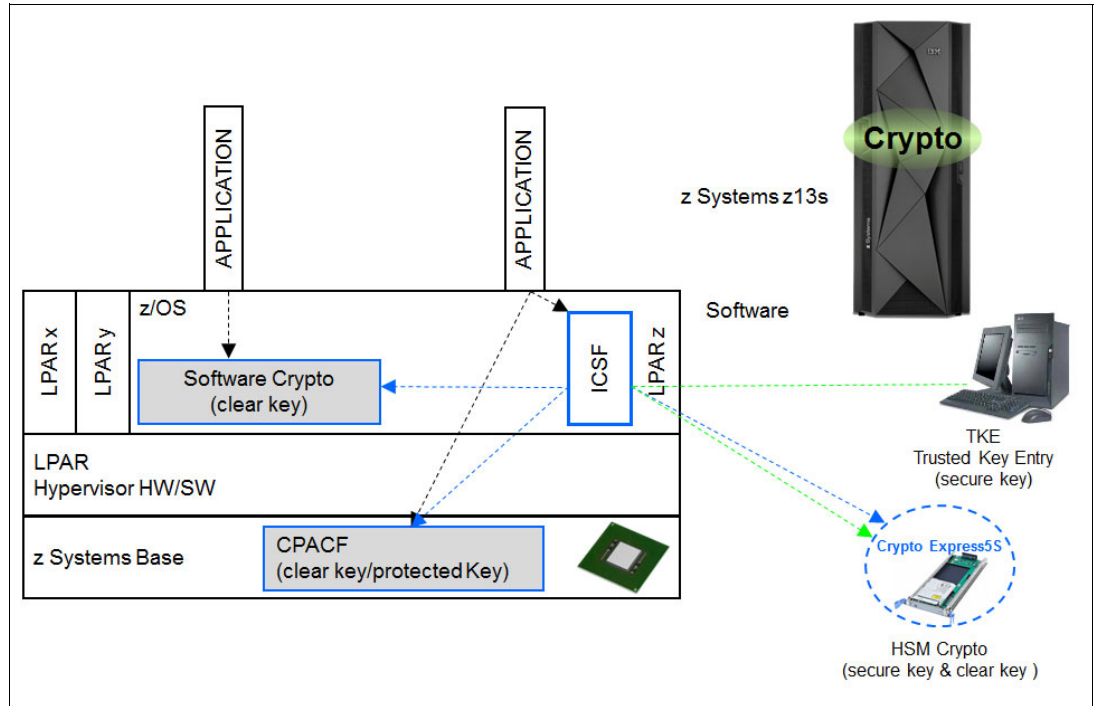 IBM
Crypto
z Systems z13s
APPLICATION
APPLICATION
LPAR x
LPAR y
z/OS
Software Crypto
(clear key)
ICSF
LPAR z
Software
TKE
Trusted Key Entry
(secure key)
LPAR
Hypervisor HW/SW
z Systems Base
CPACF
(clear key/protected Key)
Crypto Express5S
HSM Crypto
(secure key & clear key )